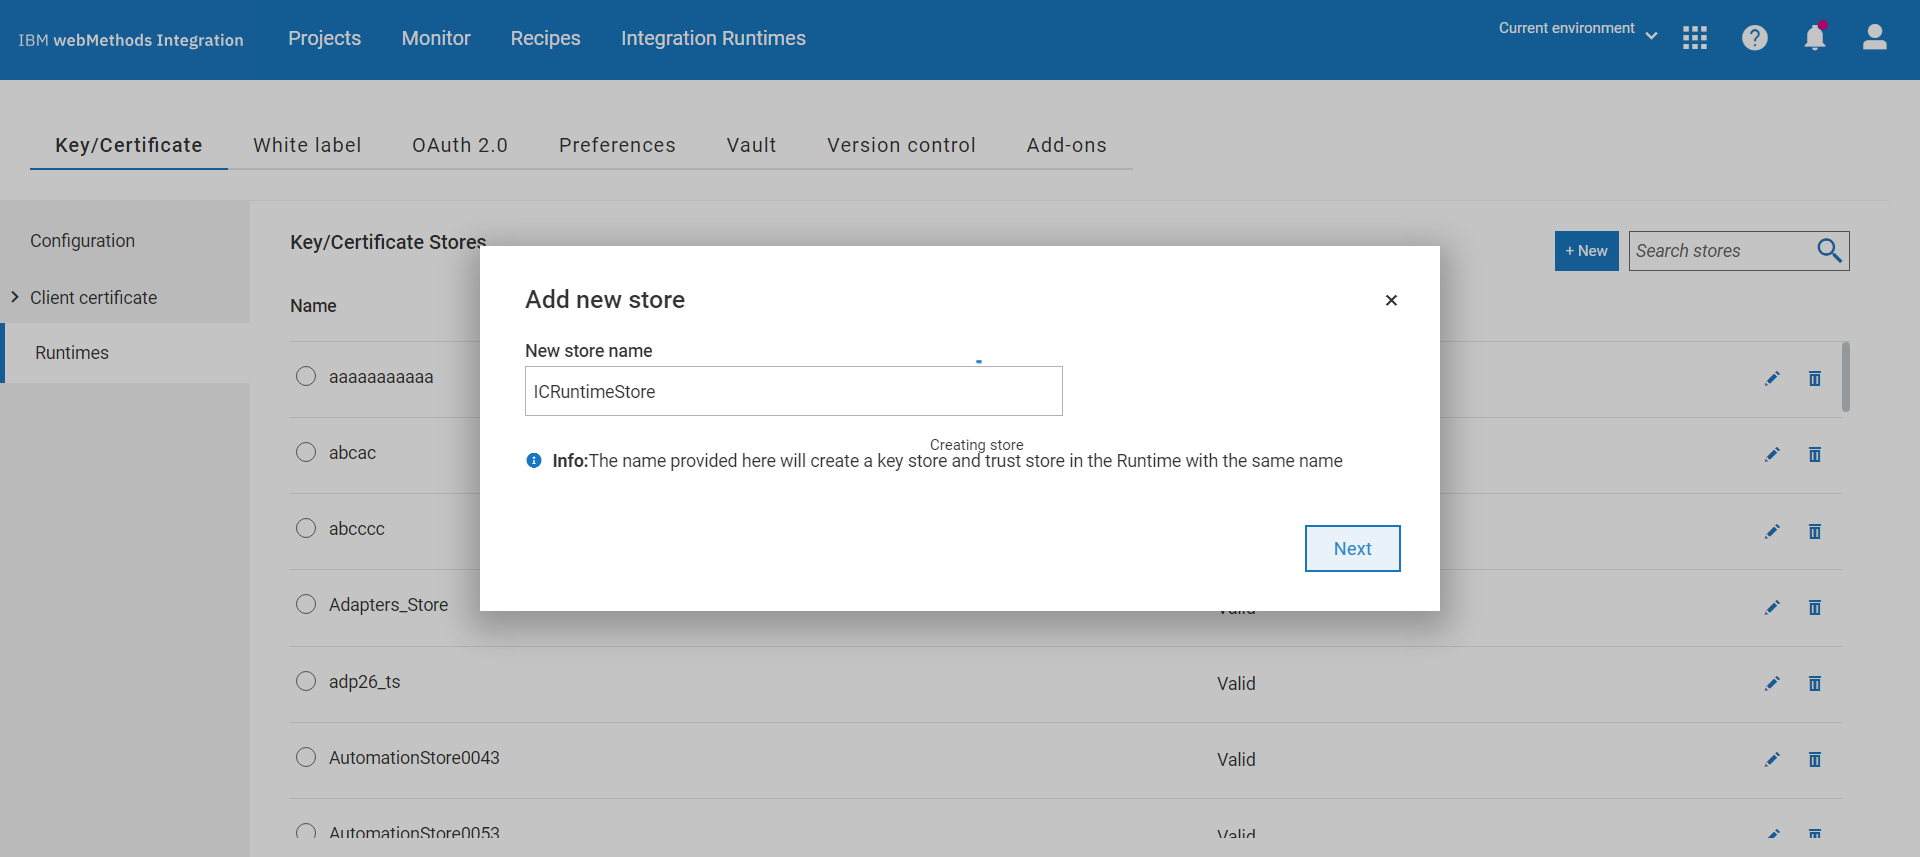 IBM webMethods Integration
Projects
Monitor
Recipes
Integration Runtimes
Current environment
Key/Certificate
White label
OAuth 2.0
Preferences
Vault
Version control
Add-ons
Configuration
Client certificate
Runtimes
Key/Certificate Stores
+ New
Search stores
Name
aaaaaaaaaaa
abcac
abcccc
Adapters_Store
Valid
adp26_ts
Valid
AutomationStore0043
Valid
AutomationStore0053
Valid
Add new store
New store name
ICRuntimeStore
Creating store
Info:The name provided here will create a key store and trust store in the Runtime with the same name
Next